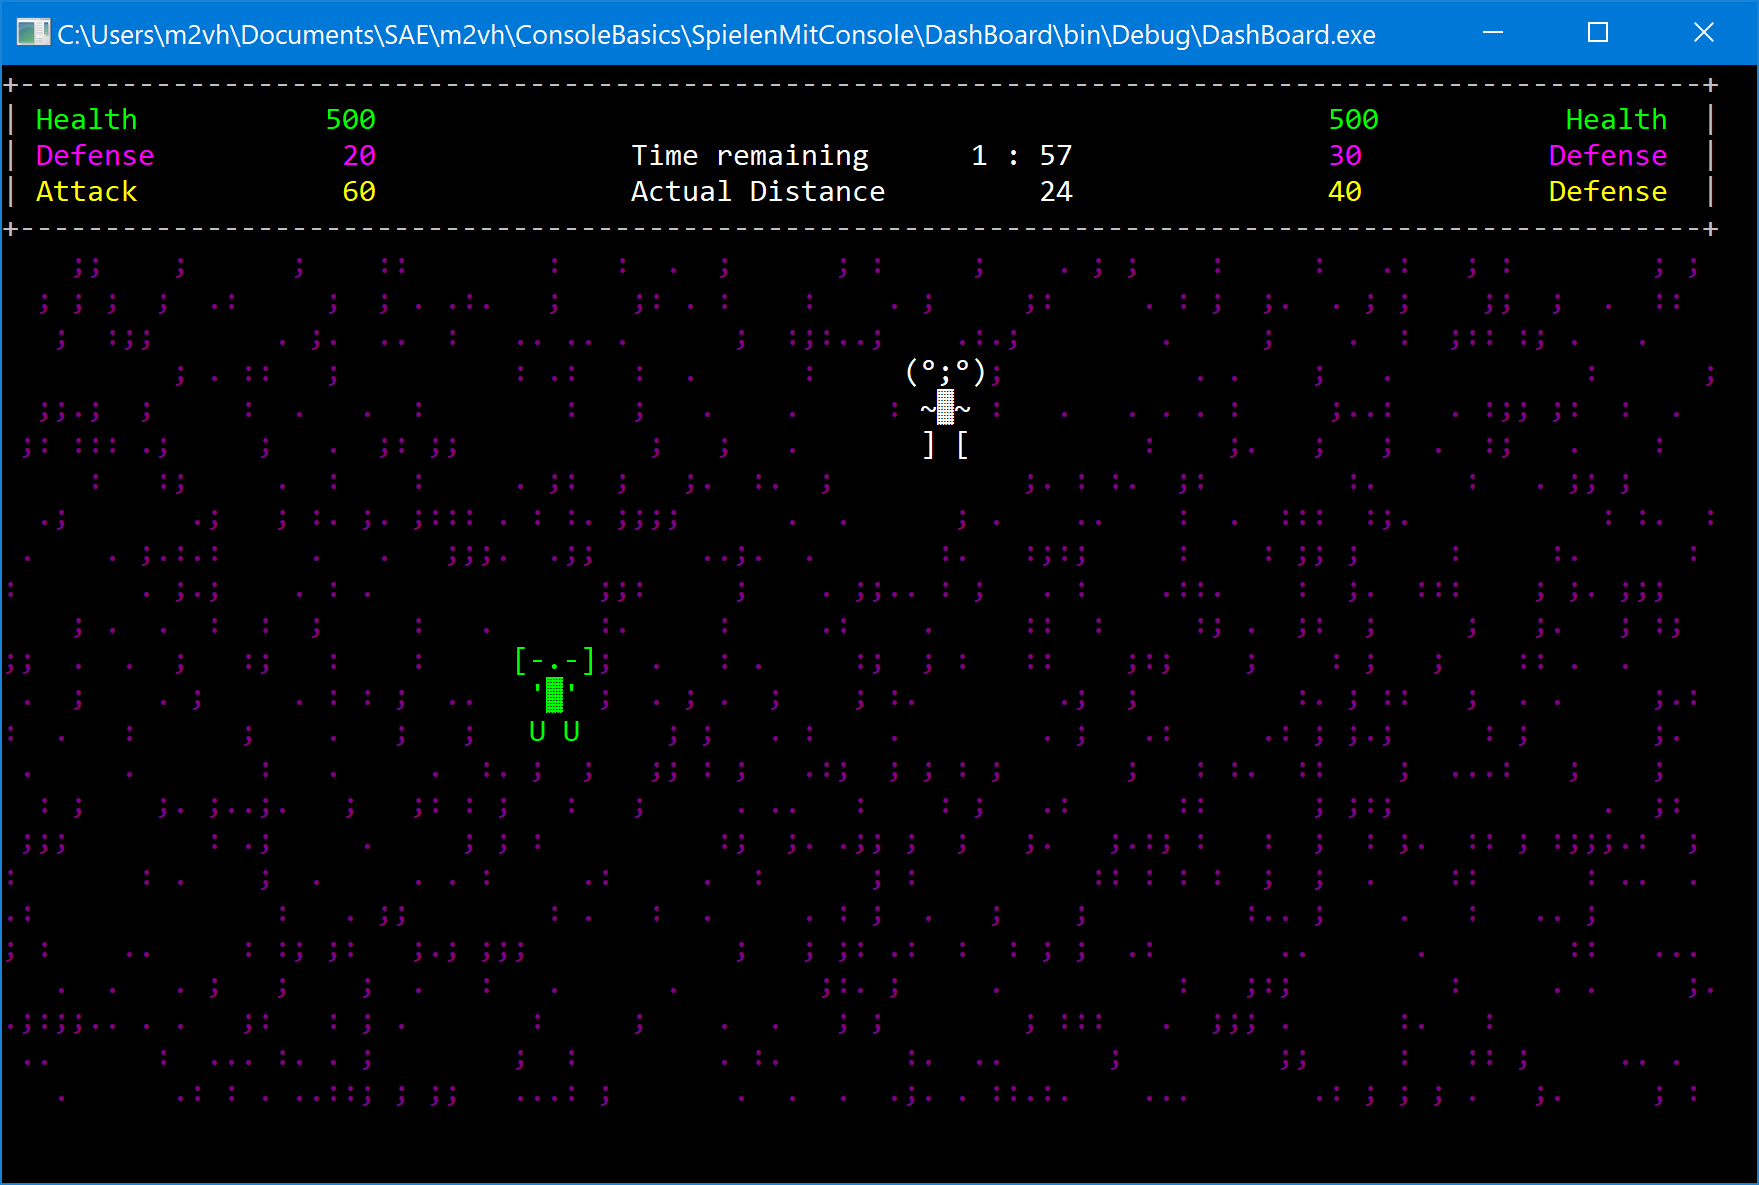 C:\Users\m2vh\Documents\SAE\m2vh\ConsoleBasics\SpielenMitConsole\DashBoard\bin\Debug\DashBoard.exe
Health 500 500 Health
Defense 20 Time remaining 1 : 57 30 Defense
Attack 60 Actual Distance 24 40 Defense
(°;°)
~▓~
] [
[-.-]
'▓'
U U